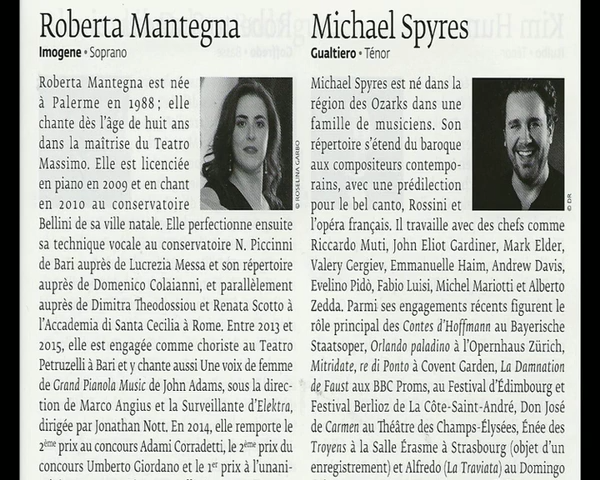 Roberta Mantegna
Imogene • Soprano
Roberta Mantegna est née
à Palerme en 1988 ; elle
chante dès l'âge de huit ans
dans la maîtrise du Teatro
Massimo. Elle est licenciée
en piano en 2009 et en chant
en 2010 au conservatoire
Bellini de sa ville natale. Elle perfectionne ensuite
sa technique vocale au conservatoire N. Piccinni
de Bari auprès de Lucrezia Messa et son répertoire
auprès de Domenico Colaianni, et parallèlement
auprès de Dimitra Theodossiou et Renata Scotto à
l'Accademia di Santa Cecilia à Rome. Entre 2013 et
2015, elle est engagée comme choriste au Teatro
Petruzelli à Bari et y chante aussi Une voix de femme
de Grand Pianola Music de John Adams, sous la direc-
tion de Marco Angius et la Surveillante d'Elektra,
dirigée par Jonathan Nott. En 2014, elle remporte le
2ème prix au concours Adami Corradetti, le 2ème prix du
concours Umberto Giordano et le 1er prix à l'unani-
© ROSELINA GARBO
Michael Spyres
Gualtiero • Ténor
Michael Spyres est né dans la
région des Ozarks dans une
famille de musiciens. Son
répertoire s'étend du baroque
aux compositeurs contempo-
rains, avec une prédilection
pour le bel canto, Rossini et
l'opéra français. Il travaille avec des chefs comme
Riccardo Muti, John Eliot Gardiner, Mark Elder,
Valery Gergiev, Emmanuelle Haim, Andrew Davis,
Evelino Pidò, Fabio Luisi, Michel Mariotti et Alberto
Zedda. Parmi ses engagements récents figurent le
rôle principal des Contes d'Hoffmann au Bayerische
Staatsoper, Orlando paladino à l'Opernhaus Zürich,
Mitridate, re di Ponto à Covent Garden, La Damnation
de Faust aux BBC Proms, au Festival d'Édimbourg et
Festival Berlioz de La Côte-Saint-André, Don José
de Carmen au Théâtre des Champs-Élysées, Énée des
Troyens à la Salle Érasme à Strasbourg (objet d'un
enregistrement) et Alfredo (La Traviata) au Domingo
© DR